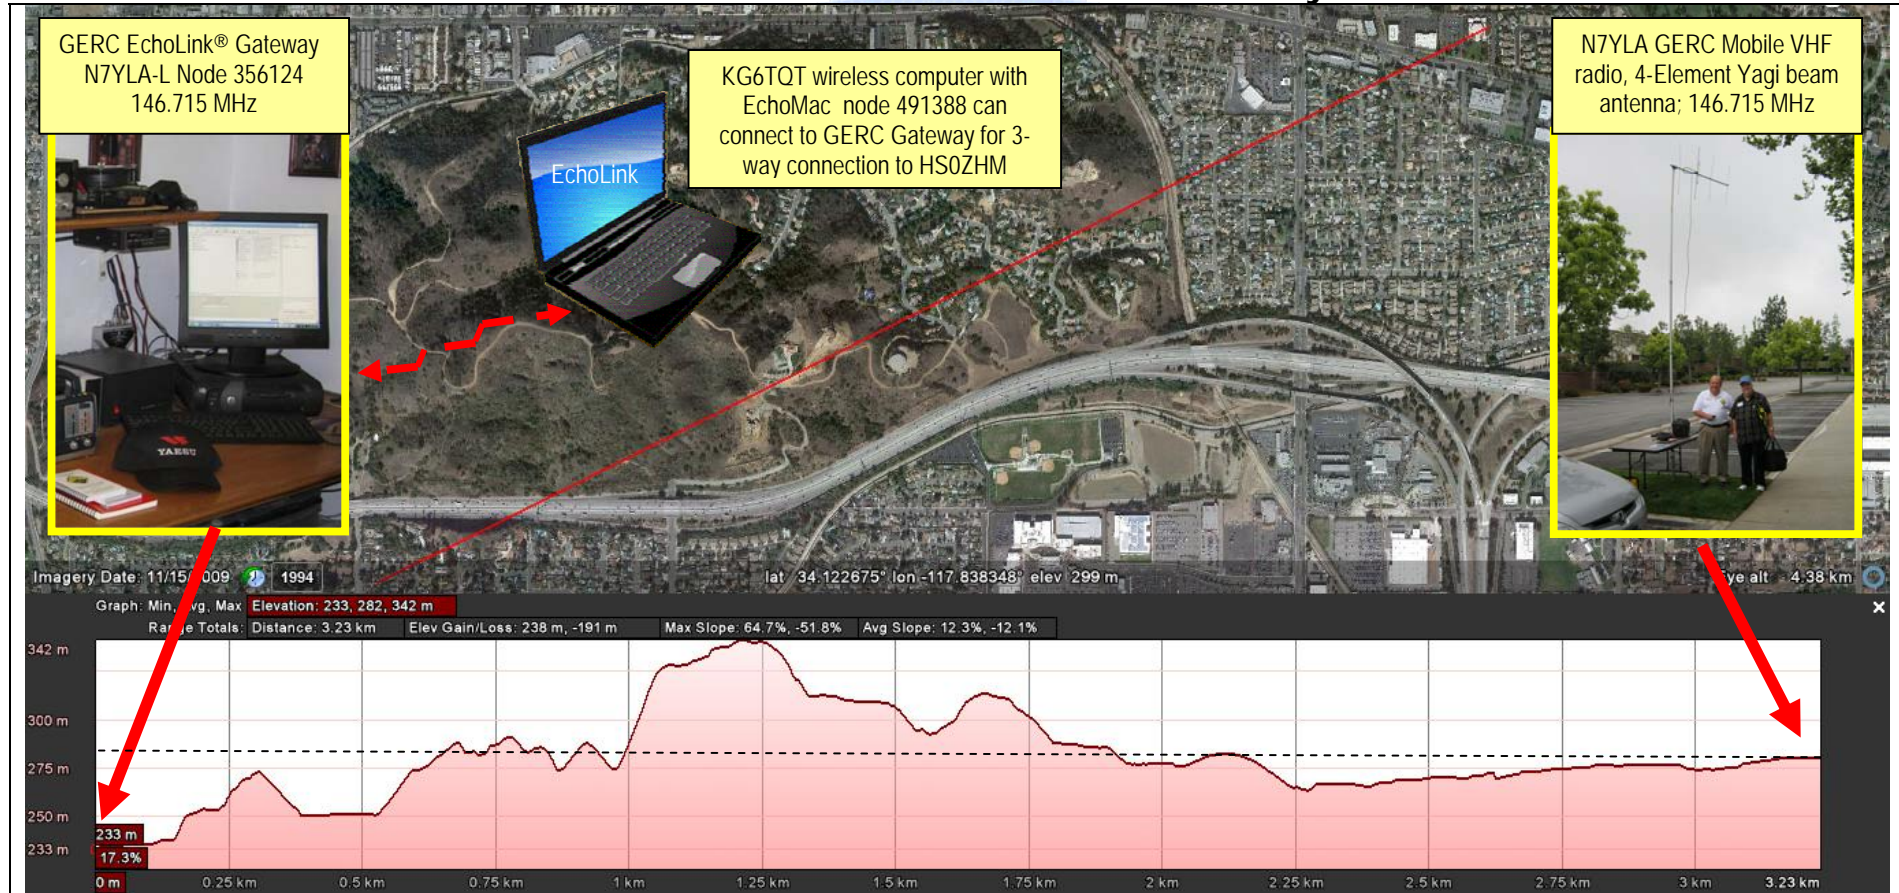 GERC EchoLink® Gateway
N7YLA-L Node 356124
146.715 MHz
KG6TQT wireless computer with
EchoMac node 491388 can
connect to GERC Gateway for 3-
way connection to HS0ZHM
N7YLA GERC Mobile VHF
radio, 4-Element Yagi beam
antenna; 146.715 MHz
EchoLink
YAESU
Imagery Date: 11/15/2009
1994
lat 34.122675° lon -117.838348° elev 299 m
Eye alt 4.38 km
Graph: Min, Avg, Max Elevation: 233, 282, 342 m
Range Totals: Distance: 3.23 km Elev Gain/Loss: 238 m, -191 m Max Slope: 64.7%, -51.8% Avg Slope: 12.3%, -12.1%
342 m
300 m
275 m
250 m
233 m
233 m
17.3%
0 m 0.25 km 0.5 km 0.75 km 1 km 1.25 km 1.5 km 1.75 km 2 km 2.25 km 2.5 km 2.75 km 3 km 3.23 km